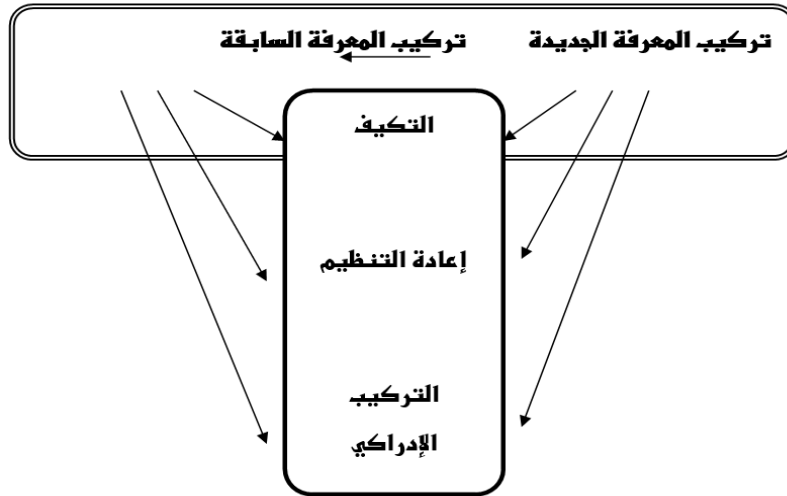 تركيب المعرفة الجديدة
تركيب المعرفة السابقة
التكيف
إعادة التنظيم
التركيب
الإدراكي